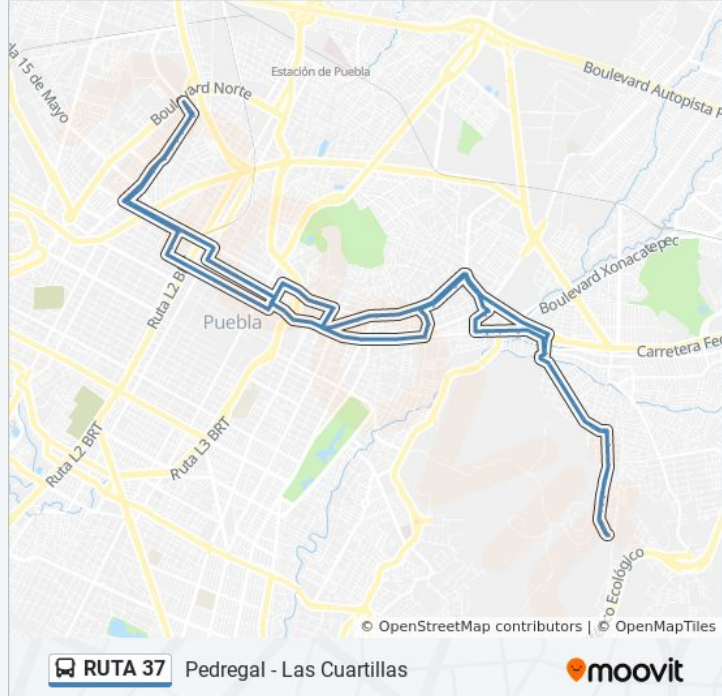 da 15 de Mayo
Boulevard Norte
Estación de Puebla
Boulevard Autopista P
Boulevard Xonacatepec
Ruta L2 B
Puebla
Carretera Fed
Ruta L2 BRT
Ruta L3 BRT
o Ecológico
© OpenStreetMap contributors | © OpenMapTiles
RUTA 37
Pedregal - Las Cuartillas
moovit